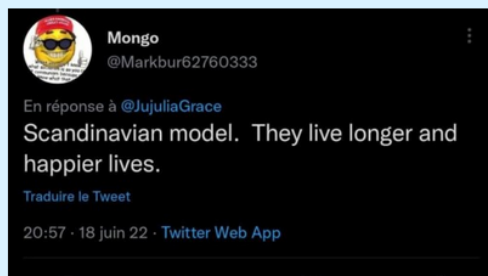 Mongo
@Markbur62760333
En réponse à @JujuliaGrace
Scandinavian model. They live longer and
happier lives.
Traduire le Tweet
20:57 · 18 juin 22 · Twitter Web App